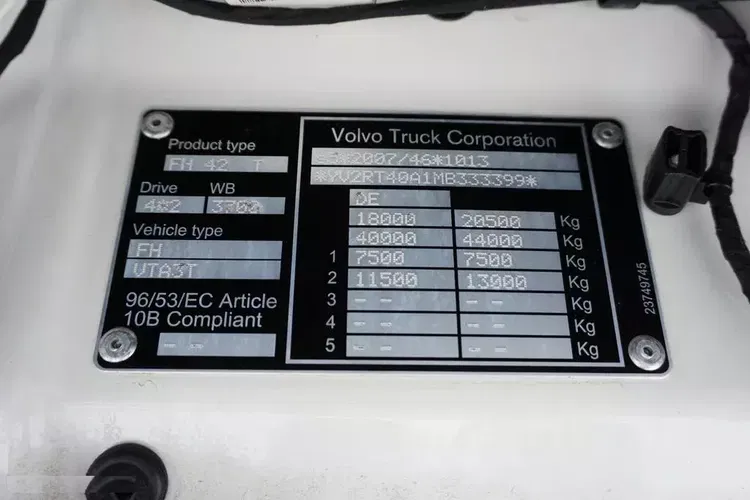 Product type
FH 42 T
Drive WB
4*2 3700
Vehicle type
FH
VTA3T
96/53/EC Article
10B Compliant
- -
Volvo Truck Corporation
*2007/46*1013
*YV2RT40A1MB333399*
DE
18000 20500 Kg
40000 44000 Kg
1 7500 7500 Kg
2 11500 13000 Kg
3 - - - - Kg
4 - - - - Kg
5 - - - - Kg
23749745